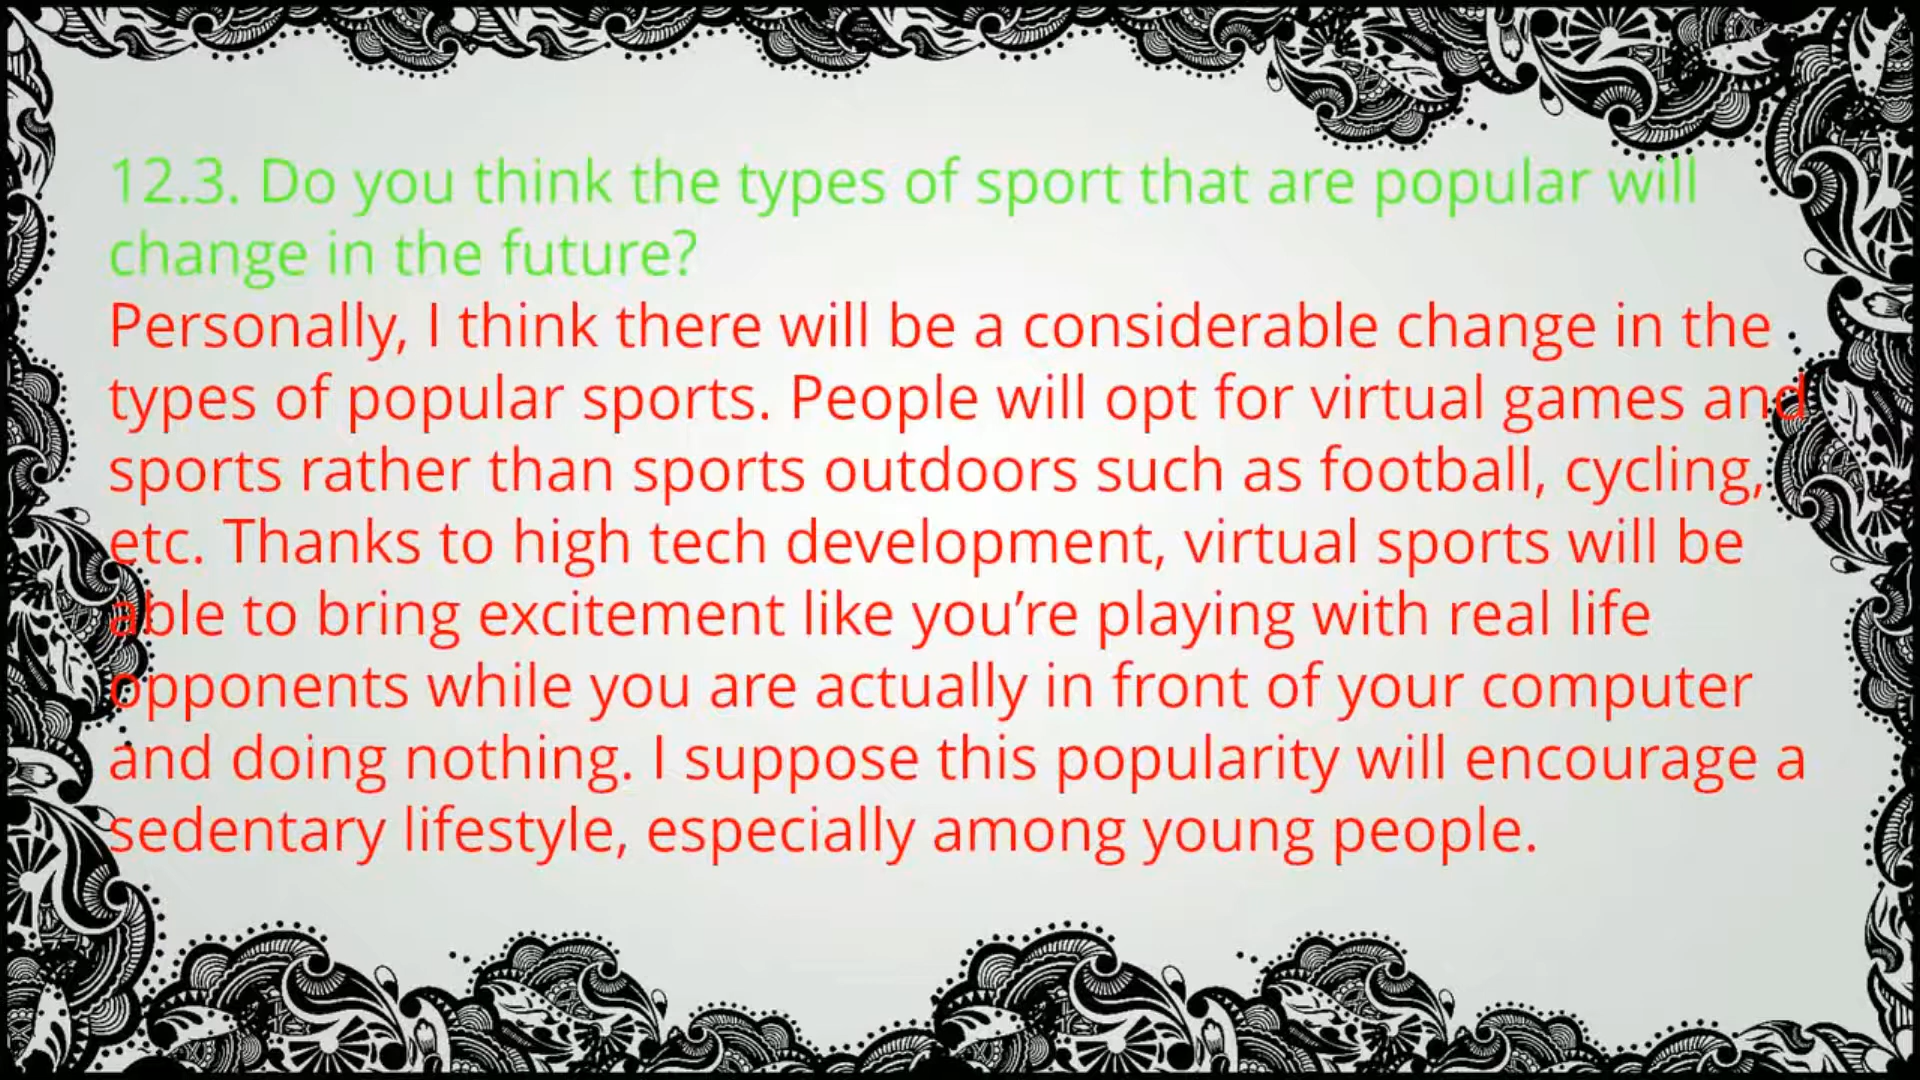 12.3. Do you think the types of sport that are popular will
change in the future?
Personally, I think there will be a considerable change in the
types of popular sports. People will opt for virtual games and
sports rather than sports outdoors such as football, cycling,
etc. Thanks to high tech development, virtual sports will be
able to bring excitement like you’re playing with real life
opponents while you are actually in front of your computer
and doing nothing. I suppose this popularity will encourage a
sedentary lifestyle, especially among young people.